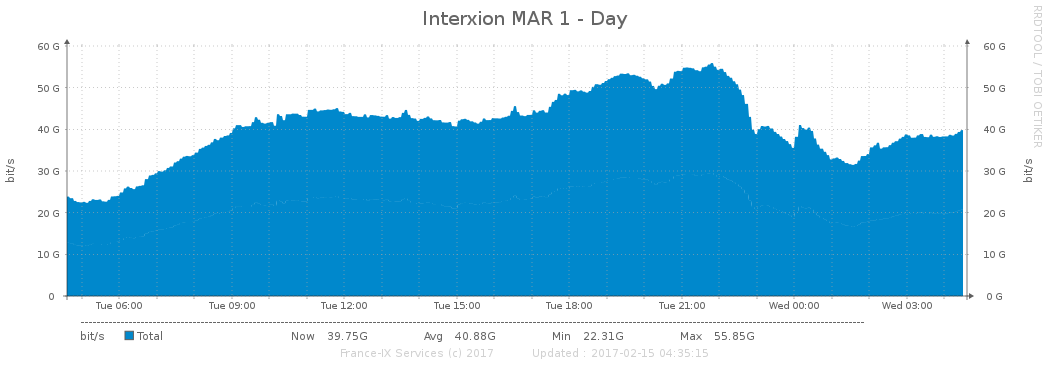 Interxion MAR 1 - Day
RRDTOOL / TOBI OETIKER
60 G 60 G
50 G 50 G
40 G 40 G
30 G 30 G
20 G 20 G
10 G 10 G
0 0 G
bit/s bit/s
Tue 06:00 Tue 09:00 Tue 12:00 Tue 15:00 Tue 18:00 Tue 21:00 Wed 00:00 Wed 03:00
bit/s Total Now 39.75G Avg 40.88G Min 22.31G Max 55.85G
France-IX Services (c) 2017 Updated : 2017-02-15 04:35:15